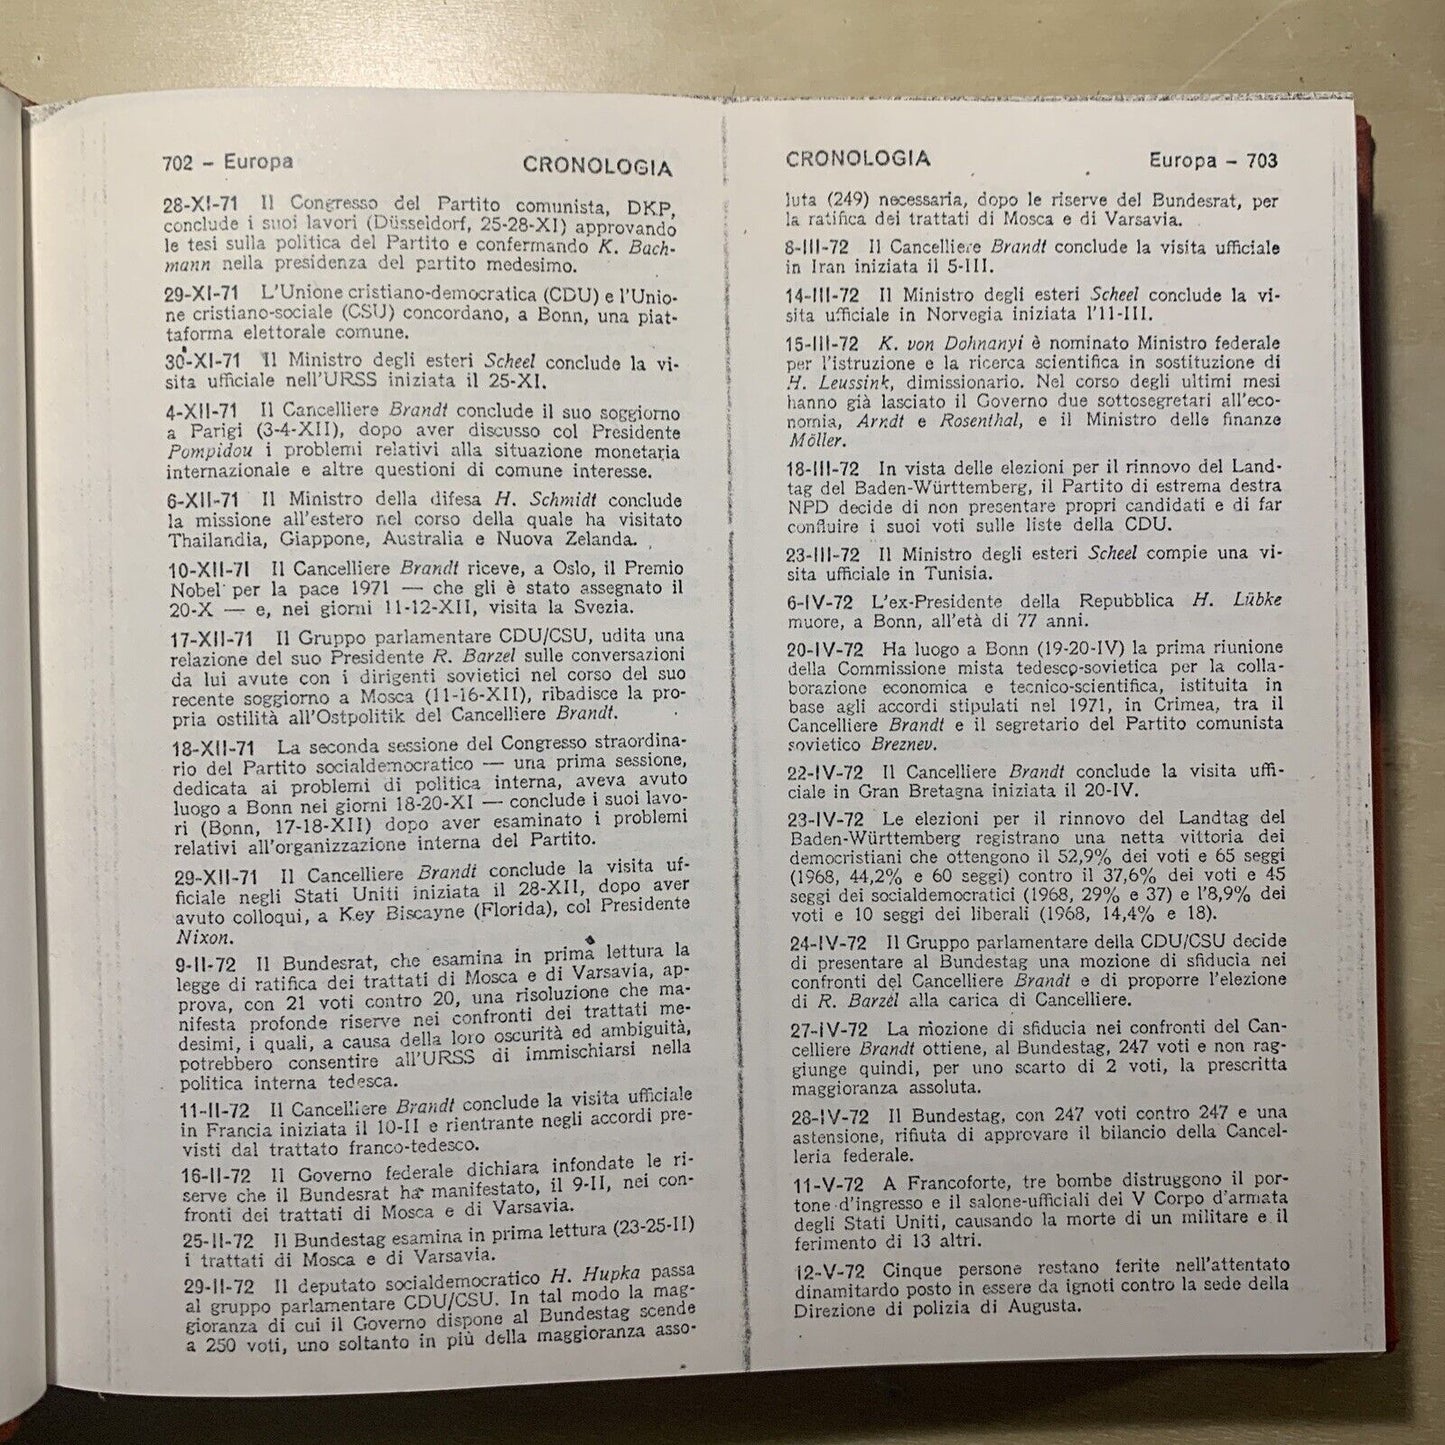 702 – Europa CRONOLOGIA
28-XI-71 Il Congresso del Partito comunista, DKP,
conclude i suoi lavori (Düsseldorf, 25-28-XI) approvando
le tesi sulla politica del Partito e confermando K. Bach-
mann nella presidenza del partito medesimo.
29-XI-71 L'Unione cristiano-democratica (CDU) e l'Unio-
ne cristiano-sociale (CSU) concordano, a Bonn, una piat-
taforma elettorale comune.
30-XI-71 Il Ministro degli esteri Scheel conclude la vi-
sita ufficiale nell'URSS iniziata il 25-XI.
4-XII-71 Il Cancelliere Brandt conclude il suo soggiorno
a Parigi (3-4-XII), dopo aver discusso col Presidente
Pompidou i problemi relativi alla situazione monetaria
internazionale e altre questioni di comune interesse.
6-XII-71 Il Ministro della difesa H. Schmidt conclude
la missione all'estero nel corso della quale ha visitato
Thailandia, Giappone, Australia e Nuova Zelanda.
10-XII-71 Il Cancelliere Brandt riceve, a Oslo, il Premio
Nobel per la pace 1971 — che gli è stato assegnato il
20-X — e, nei giorni 11-12-XII, visita la Svezia.
17-XII-71 Il Gruppo parlamentare CDU/CSU, udita una
relazione del suo Presidente R. Barzel sulle conversazioni
da lui avute con i dirigenti sovietici nel corso del suo
recente soggiorno a Mosca (11-16-XII), ribadisce la pro-
pria ostilità all'Ostpolitik del Cancelliere Brandt.
18-XII-71 La seconda sessione del Congresso straordina-
rio del Partito socialdemocratico — una prima sessione,
dedicata ai problemi di politica interna, aveva avuto
luogo a Bonn nei giorni 18-20-XI — conclude i suoi lavo-
ri (Bonn, 17-18-XII) dopo aver esaminato i problemi
relativi all'organizzazione interna del Partito.
29-XII-71 Il Cancelliere Brandt conclude la visita uf-
ficiale negli Stati Uniti iniziata il 28-XII, dopo aver
avuto colloqui, a Key Biscayne (Florida), col Presidente
Nixon.
9-II-72 Il Bundesrat, che esamina in prima lettura la
legge di ratifica dei trattati di Mosca e di Varsavia, ap-
prova, con 21 voti contro 20, una risoluzione che ma-
nifesta profonde riserve nei confronti dei trattati me-
desimi, i quali, a causa della loro oscurità ed ambiguità,
potrebbero consentire all'URSS di immischiarsi nella
politica interna tedesca.
11-II-72 Il Cancelliere Brandt conclude la visita ufficiale
in Francia iniziata il 10-II e rientrante negli accordi pre-
visti dal trattato franco-tedesco.
16-II-72 Il Governo federale dichiara infondate le ri-
serve che il Bundesrat ha manifestato, il 9-II, nei con-
fronti dei trattati di Mosca e di Varsavia.
25-II-72 Il Bundestag esamina in prima lettura (23-25-II)
i trattati di Mosca e di Varsavia.
29-II-72 Il deputato socialdemocratico H. Hupka passa
al gruppo parlamentare CDU/CSU. In tal modo la mag-
gioranza di cui il Governo dispone al Bundestag scende
a 250 voti, uno soltanto in più della maggioranza asso-
CRONOLOGIA Europa – 703
luta (249) necessaria, dopo le riserve del Bundesrat, per
la ratifica dei trattati di Mosca e di Varsavia.
8-III-72 Il Cancelliere Brandt conclude la visita ufficiale
in Iran iniziata il 5-III.
14-III-72 Il Ministro degli esteri Scheel conclude la vi-
sita ufficiale in Norvegia iniziata l'11-III.
15-III-72 K. von Dohnanyi è nominato Ministro federale
per l'istruzione e la ricerca scientifica in sostituzione di
H. Leussink, dimissionario. Nel corso degli ultimi mesi
hanno già lasciato il Governo due sottosegretari all'eco-
nomia, Arndt e Rosenthal, e il Ministro delle finanze
Möller.
18-III-72 In vista delle elezioni per il rinnovo del Land-
tag del Baden-Württemberg, il Partito di estrema destra
NPD decide di non presentare propri candidati e di far
confluire i suoi voti sulle liste della CDU.
23-III-72 Il Ministro degli esteri Scheel compie una vi-
sita ufficiale in Tunisia.
6-IV-72 L'ex-Presidente della Repubblica H. Lübke
muore, a Bonn, all'età di 77 anni.
20-IV-72 Ha luogo a Bonn (19-20-IV) la prima riunione
della Commissione mista tedesco-sovietica per la colla-
borazione economica e tecnico-scientifica, istituita in
base agli accordi stipulati nel 1971, in Crimea, tra il
Cancelliere Brandt e il segretario del Partito comunista
sovietico Breznev.
22-IV-72 Il Cancelliere Brandt conclude la visita uffi-
ciale in Gran Bretagna iniziata il 20-IV.
23-IV-72 Le elezioni per il rinnovo del Landtag del
Baden-Württemberg registrano una netta vittoria dei
democristiani che ottengono il 52,9% dei voti e 65 seggi
(1968, 44,2% e 60 seggi) contro il 37,6% dei voti e 45
seggi dei socialdemocratici (1968, 29% e 37) e l'8,9% dei
voti e 10 seggi dei liberali (1968, 14,4% e 18).
24-IV-72 Il Gruppo parlamentare della CDU/CSU decide
di presentare al Bundestag una mozione di sfiducia nei
confronti del Cancelliere Brandt e di proporre l'elezione
di R. Barzel alla carica di Cancelliere.
27-IV-72 La mozione di sfiducia nei confronti del Can-
celliere Brandt ottiene, al Bundestag, 247 voti e non rag-
giunge quindi, per uno scarto di 2 voti, la prescritta
maggioranza assoluta.
28-IV-72 Il Bundestag, con 247 voti contro 247 e una
astensione, rifiuta di approvare il bilancio della Cancel-
leria federale.
11-V-72 A Francoforte, tre bombe distruggono il por-
tone d'ingresso e il salone-ufficiali del V Corpo d'armata
degli Stati Uniti, causando la morte di un militare e il
ferimento di 13 altri.
12-V-72 Cinque persone restano ferite nell'attentato
dinamitardo posto in essere da ignoti contro la sede della
Direzione di polizia di Augusta.